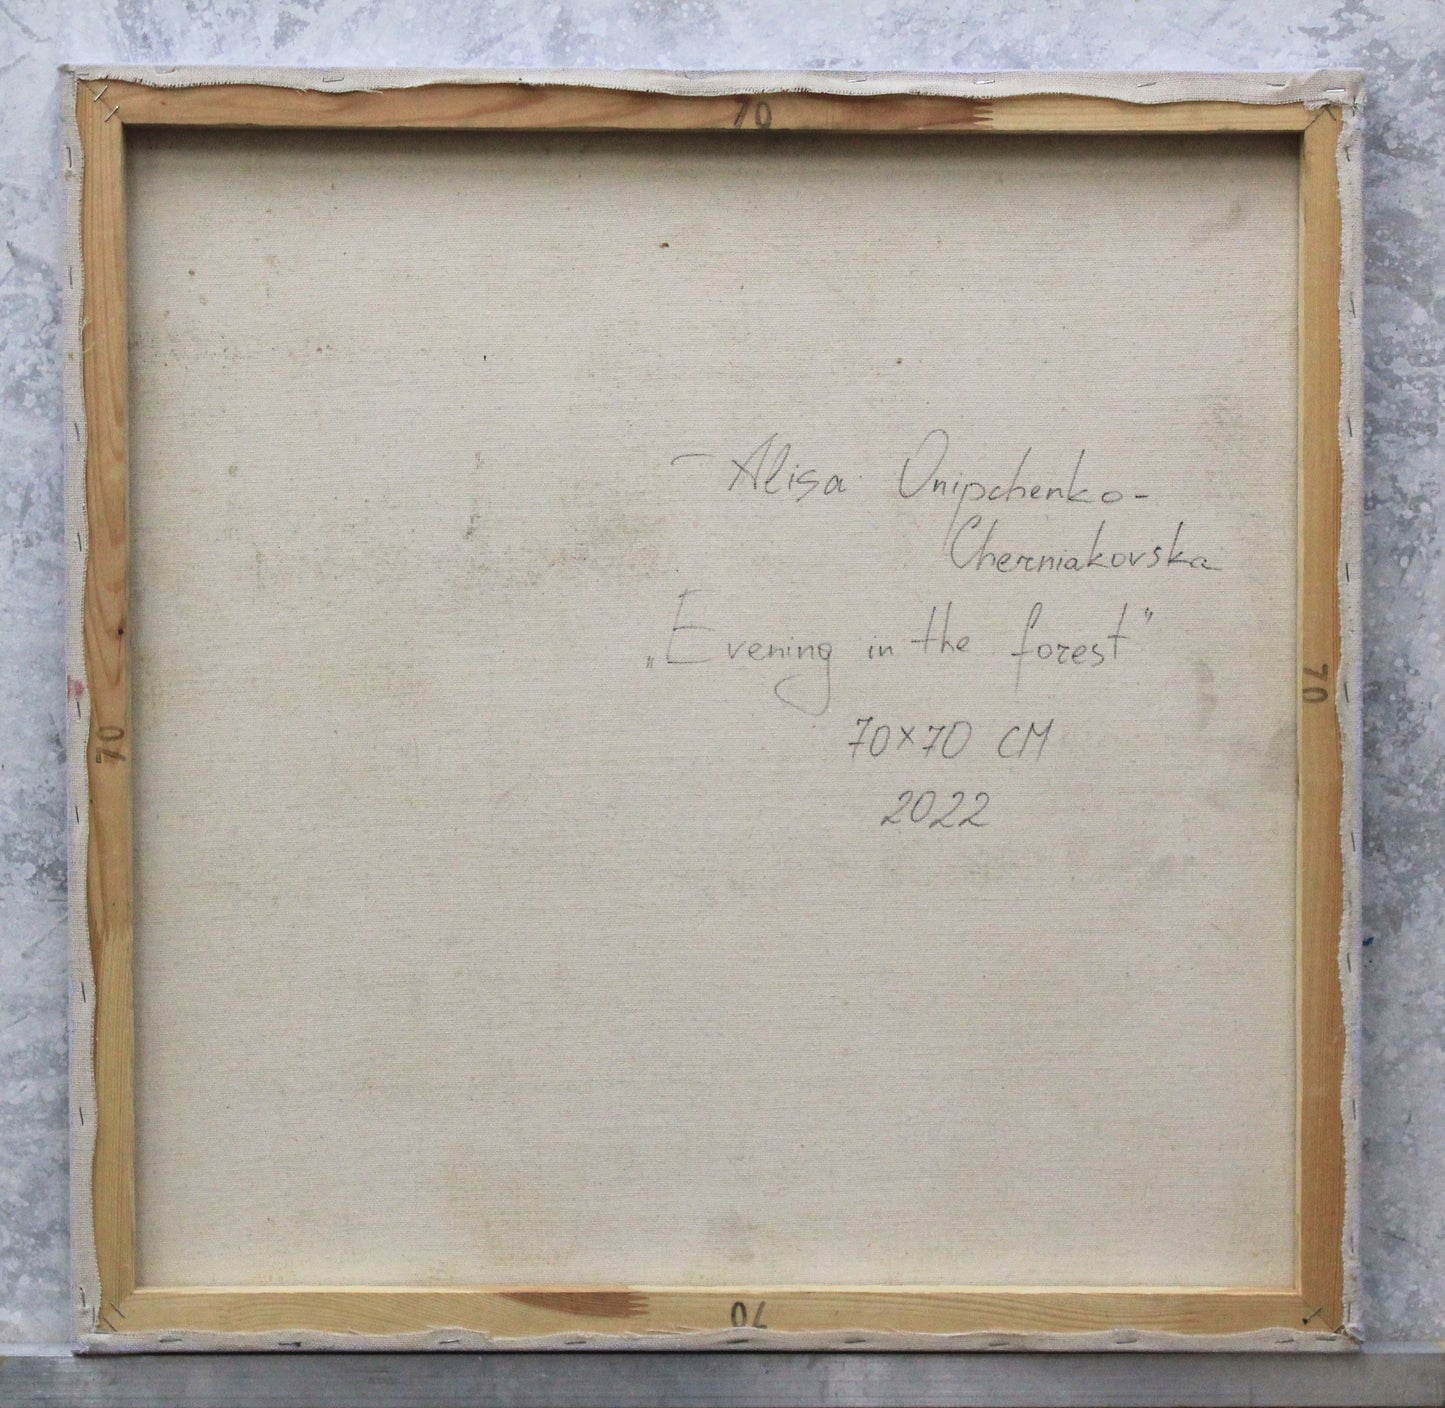 70
Alisa Onipchenko-
Cherniakovska
„Evening in the forest"
70×70 CM
2022
70
70
70